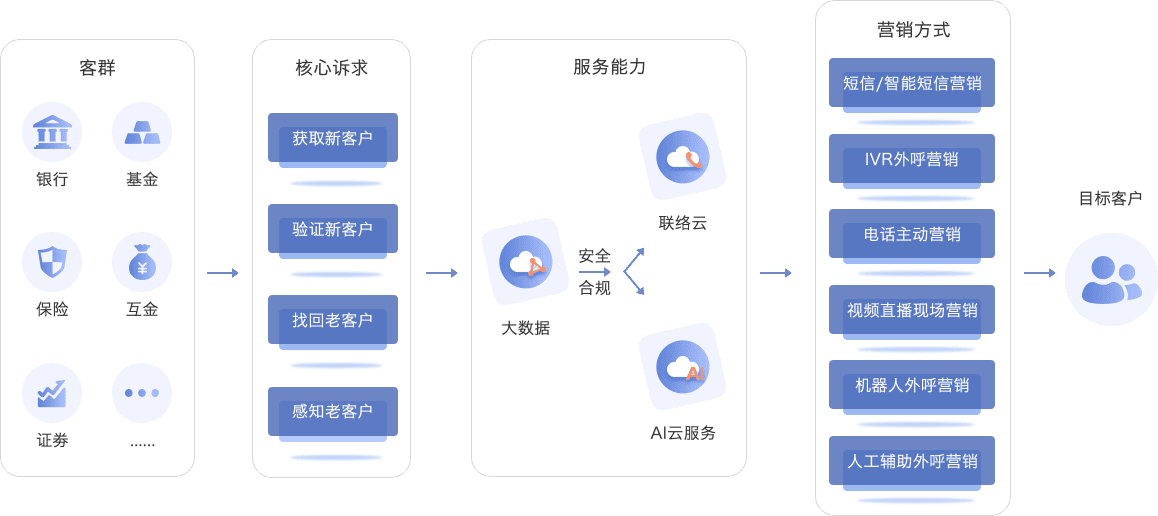 客群
银行
基金
保险
互金
证券
......
核心诉求
获取新客户
验证新客户
找回老客户
感知老客户
服务能力
大数据
安全
合规
联络云
Ai
AI云服务
营销方式
短信/智能短信营销
IVR外呼营销
电话主动营销
视频直播现场营销
机器人外呼营销
人工辅助外呼营销
目标客户